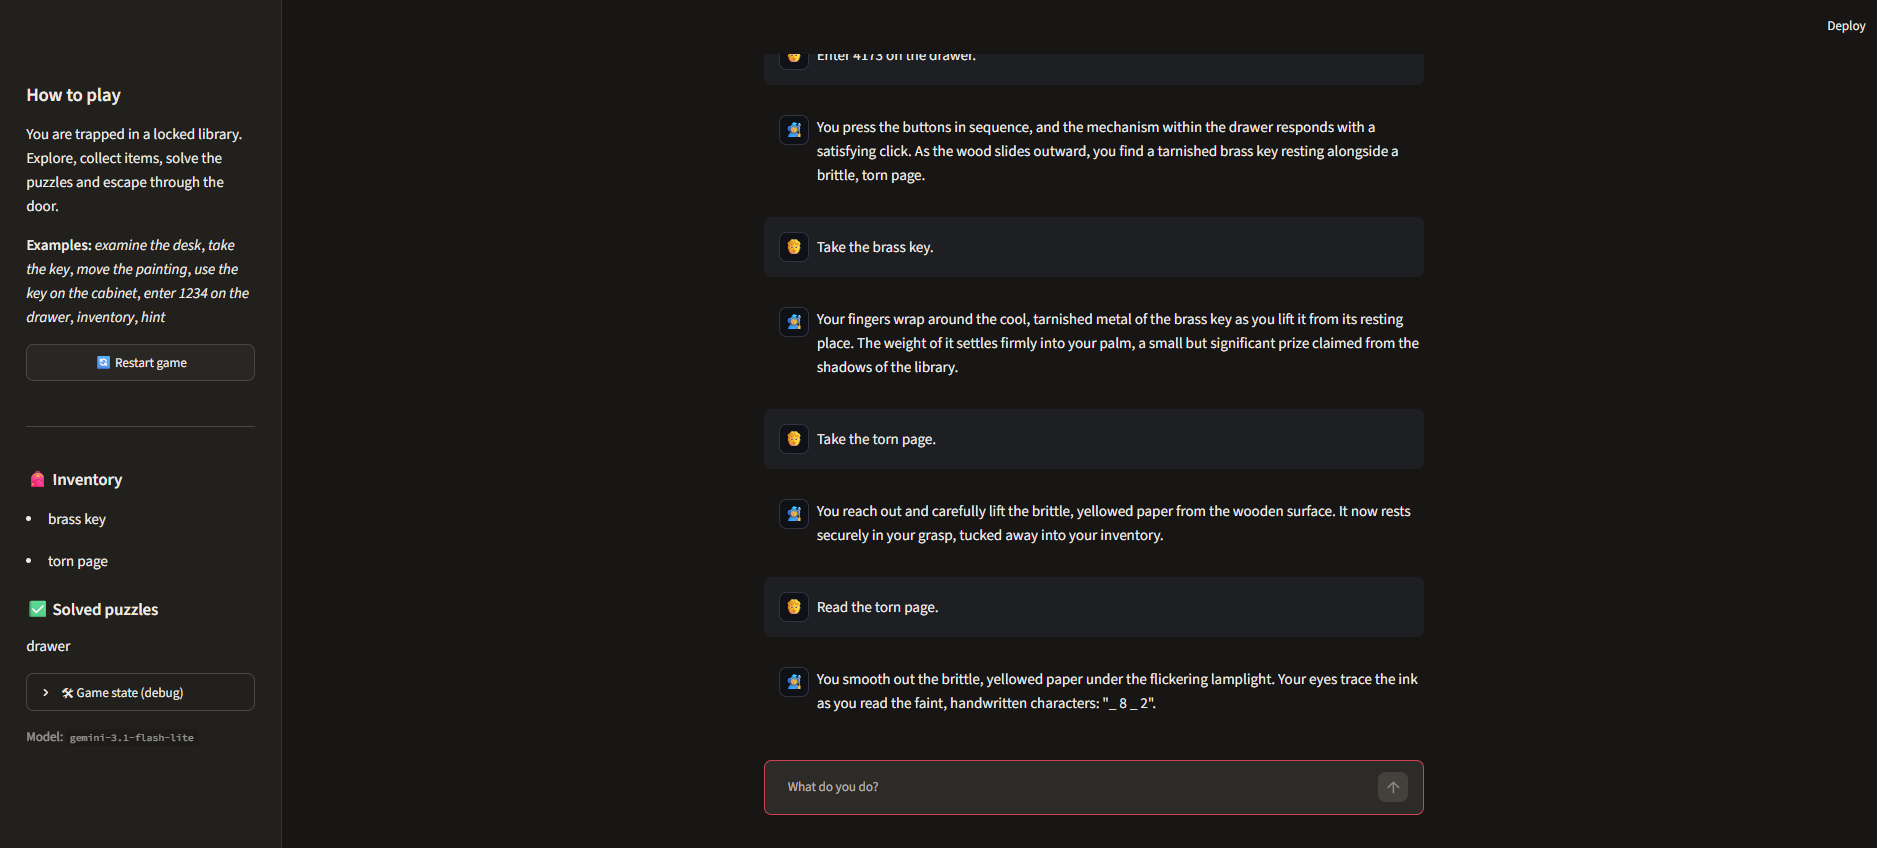 Deploy
How to play
You are trapped in a locked library.
Explore, collect items, solve the
puzzles and escape through the
door.
Examples: examine the desk, take
the key, move the painting, use the
key on the cabinet, enter 1234 on the
drawer, inventory, hint
Restart game
Inventory
brass key
torn page
Solved puzzles
drawer
Game state (debug)
Model: gemini-3.1-flash-lite
Enter 4173 on the drawer.
You press the buttons in sequence, and the mechanism within the drawer responds with a
satisfying click. As the wood slides outward, you find a tarnished brass key resting alongside a
brittle, torn page.
Take the brass key.
Your fingers wrap around the cool, tarnished metal of the brass key as you lift it from its resting
place. The weight of it settles firmly into your palm, a small but significant prize claimed from the
shadows of the library.
Take the torn page.
You reach out and carefully lift the brittle, yellowed paper from the wooden surface. It now rests
securely in your grasp, tucked away into your inventory.
Read the torn page.
You smooth out the brittle, yellowed paper under the flickering lamplight. Your eyes trace the ink
as you read the faint, handwritten characters: "_ 8 _ 2".
What do you do?